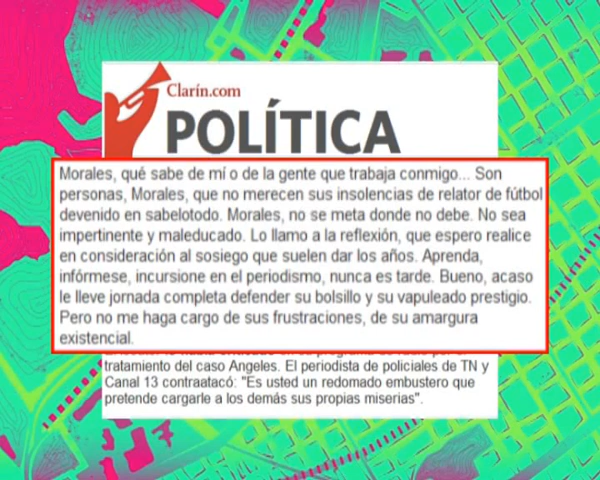 Clarín.com
POLÍTICA
Morales, qué sabe de mí o de la gente que trabaja conmigo... Son
personas, Morales, que no merecen sus insolencias de relator de fútbol
devenido en sabelotodo. Morales, no se meta donde no debe. No sea
impertinente y maleducado. Lo llamo a la reflexión, que espero realice
en consideración al sosiego que suelen dar los años. Aprenda,
infórmese, incursione en el periodismo, nunca es tarde. Bueno, acaso
le lleve jornada completa defender su bolsillo y su vapuleado prestigio.
Pero no me haga cargo de sus frustraciones, de su amargura
existencial.
tratamiento del caso Angeles. El periodista de policiales de TN y
Canal 13 contraatacó: "Es usted un redomado embustero que
pretende cargarle a los demás sus propias miserias".